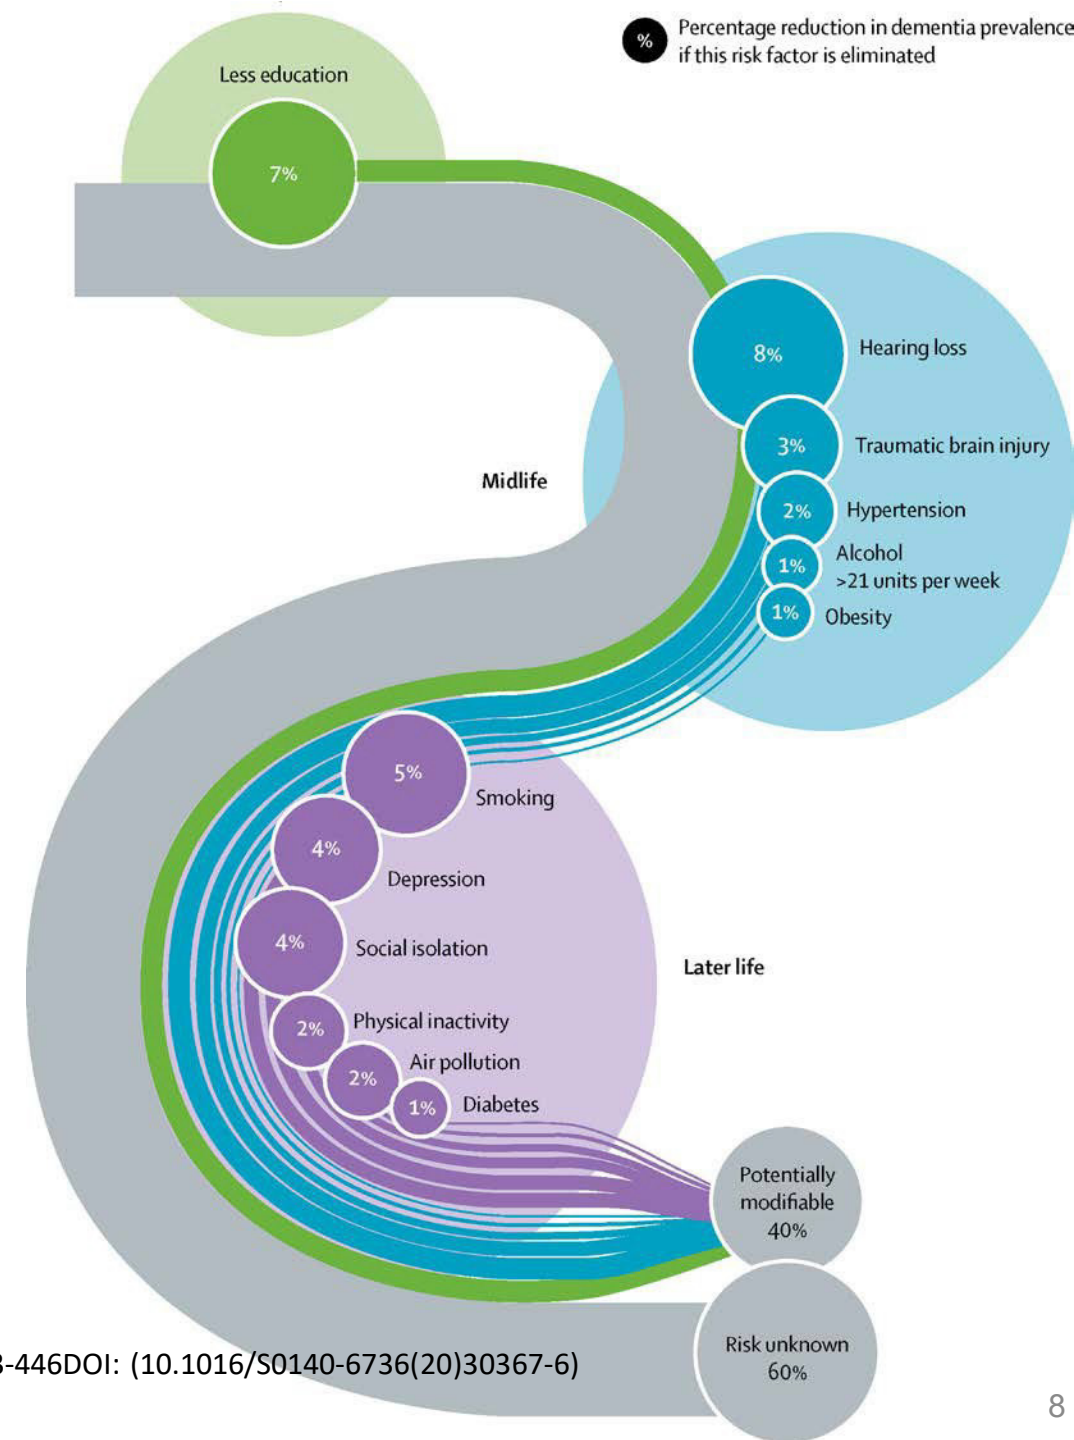 % Percentage reduction in dementia prevalence
if this risk factor is eliminated
Less education
7%
8% Hearing loss
3% Traumatic brain injury
Midlife
2% Hypertension
1% Alcohol
>21 units per week
1% Obesity
5%
Smoking
4%
Depression
4% Social isolation
Later life
2% Physical inactivity
2% Air pollution
1% Diabetes
Potentially
modifiable
40%
Risk unknown
60%
-446DOI: (10.1016/S0140-6736(20)30367-6)
8